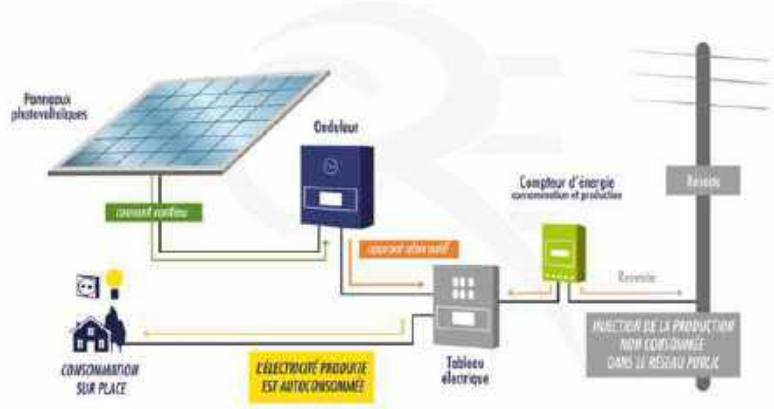 Panneaux
photovoltaïques
Onduleur
courant continu
courant alternatif
Compteur d'énergie
consommation et production
Réseau
Revente
CONSOMMATION
SUR PLACE
L'ÉLECTRICITÉ PRODUITE
EST AUTOCONSOMMÉE
Tableau
électrique
INJECTION DE LA PRODUCTION
NON CONSOMMÉE
DANS LE RÉSEAU PUBLIC